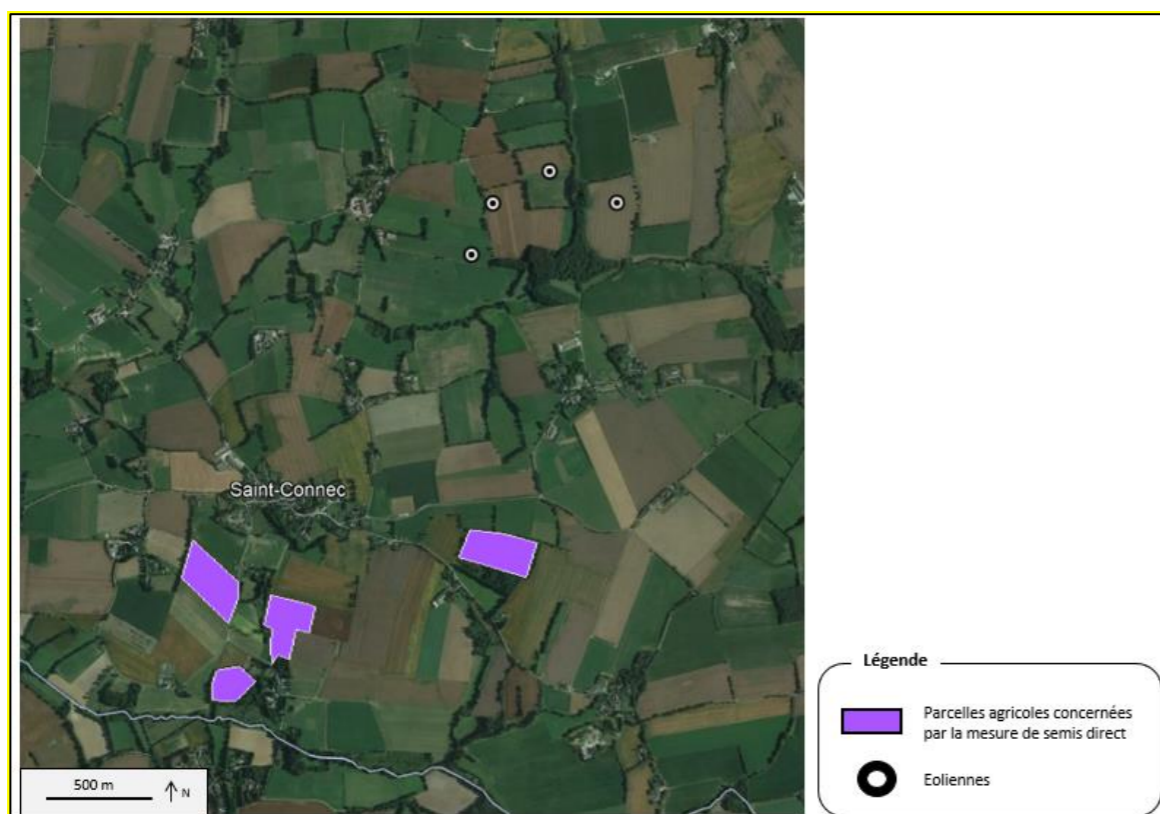 Saint-Connec
500 m
N
Légende
Parcelles agricoles concernées
par la mesure de semis direct
Eoliennes